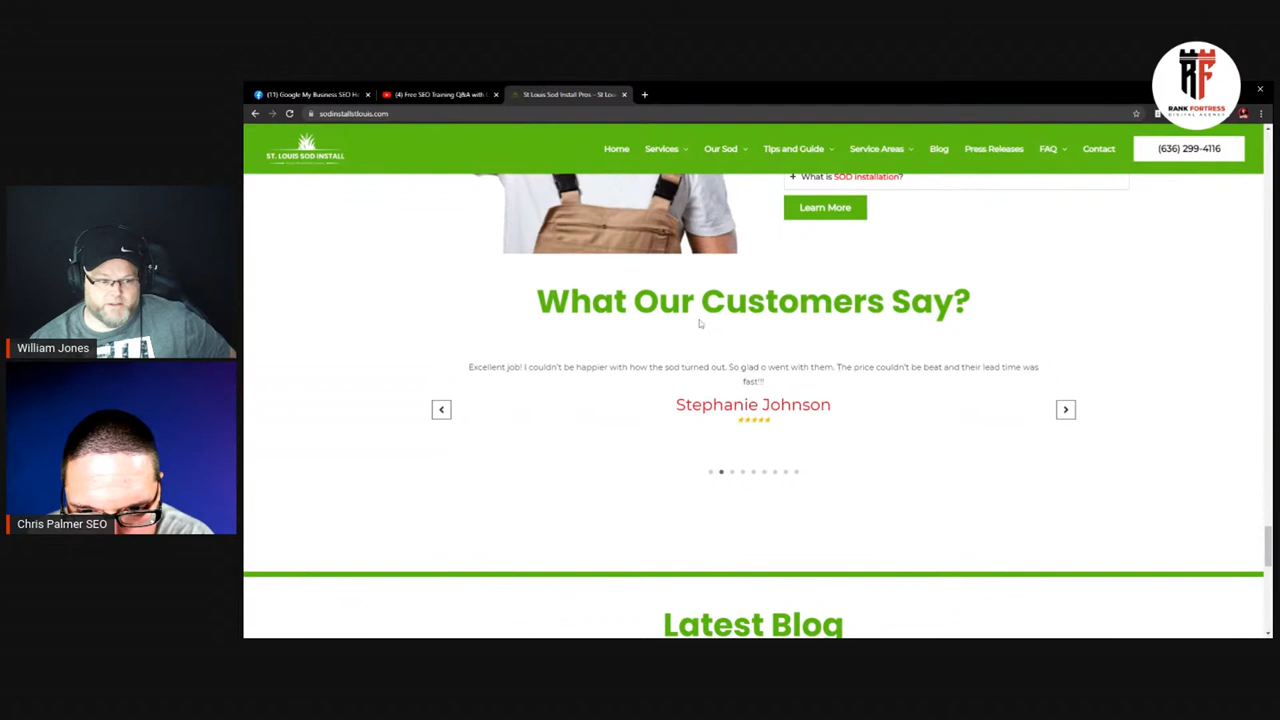 RF
RANK FORTRESS
DIGITAL AGENCY
(11) Google My Business SEO He
(4) Free SEO Training Q&A with C
St Louis Sod Install Pros – St Lou
sodinstallstlouis.com
ST. LOUIS SOD INSTALL
Home Services Our Sod Tips and Guide Service Areas Blog Press Releases FAQ Contact (636) 299-4116
What is SOD installation?
Learn More
What Our Customers Say?
Excellent job! I couldn't be happier with how the sod turned out. So glad o went with them. The price couldn't be beat and their lead time was
fast!!!
Stephanie Johnson
Latest Blog
William Jones
Chris Palmer SEO